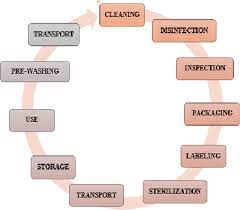 CLEANING
DISINFECTION
INSPECTION
PACKAGING
LABELING
STERILIZATION
TRANSPORT
STORAGE
USE
PRE-WASHING
TRANSPORT